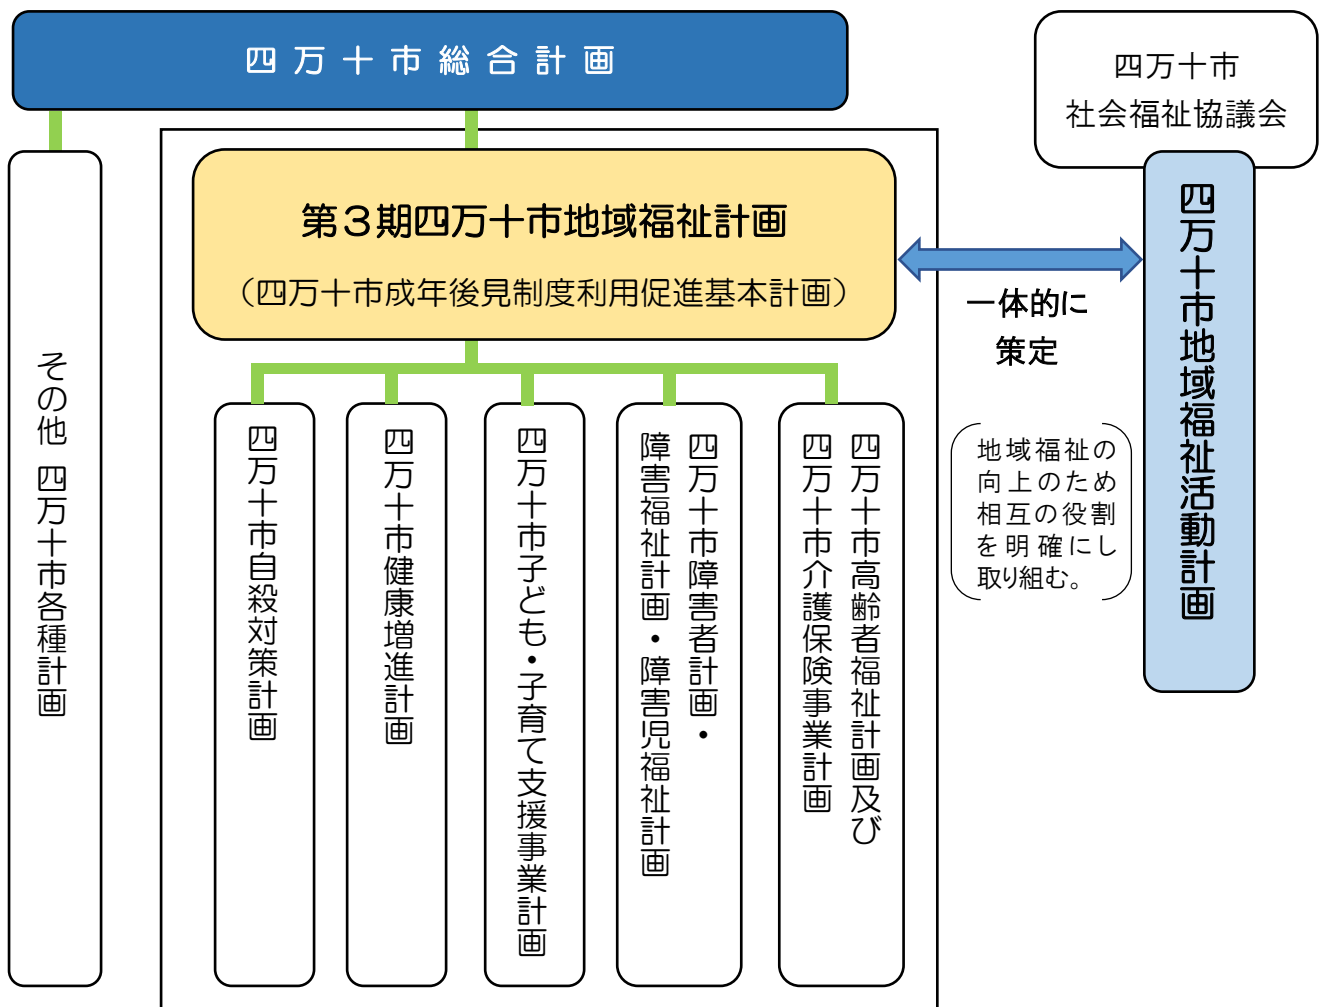 四万十市総合計画
四万十市
社会福祉協議会
第3期四万十市地域福祉計画
（四万十市成年後見制度利用促進基本計画）
一体的に
策定
地域福祉の
向上のため
相互の役割
を明確にし
取り組む。
四万十市地域福祉活動計画
その他 四万十市各種計画
四万十市自殺対策計画
四万十市健康増進計画
四万十市子ども・子育て支援事業計画
四万十市障害者計画・
障害福祉計画・障害児福祉計画
四万十市高齢者福祉計画及び
四万十市介護保険事業計画